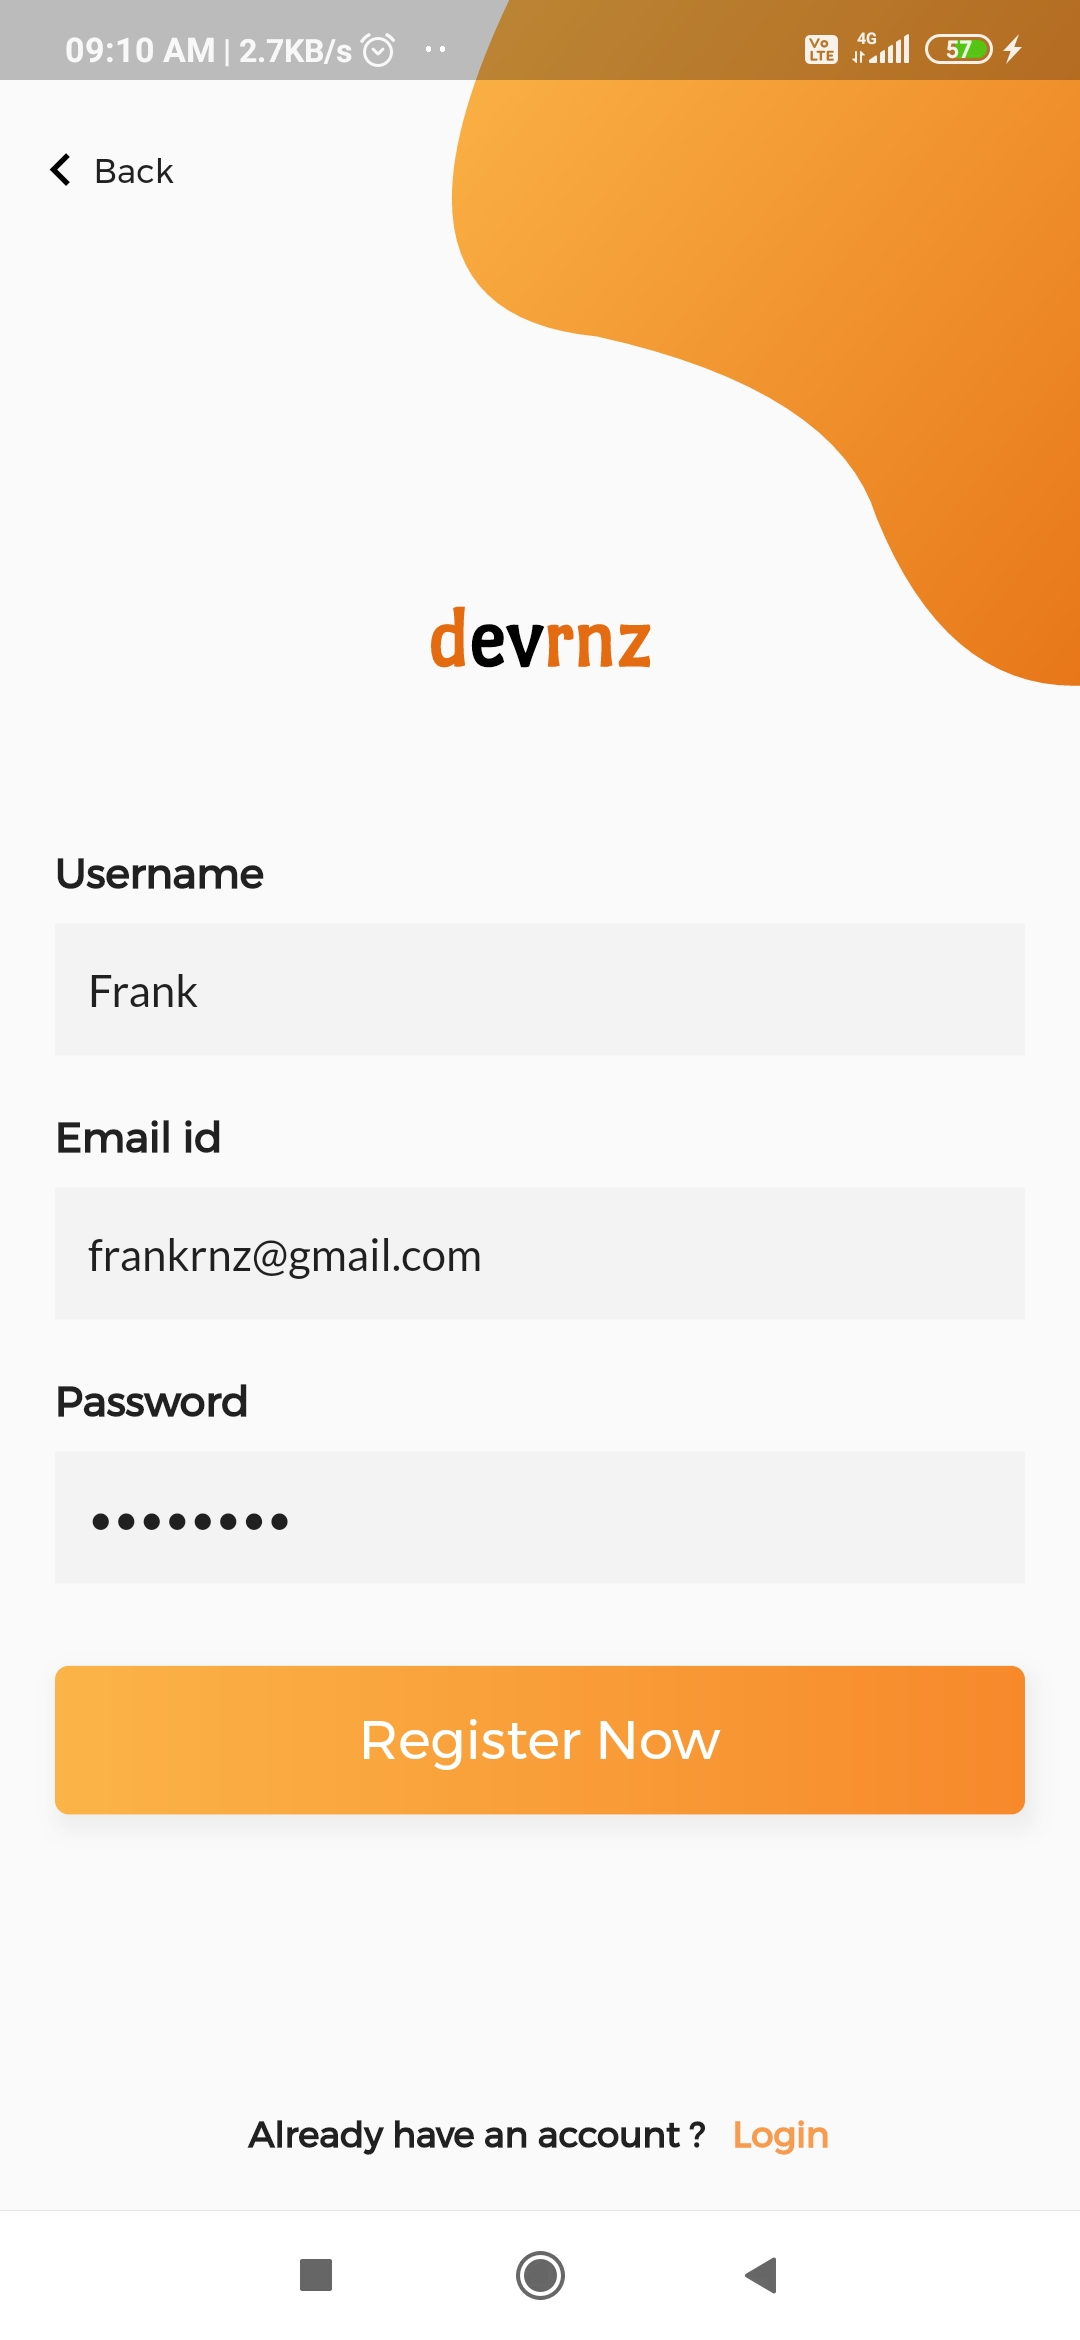 09:10 AM | 2.7KB/s
Vo LTE 4G 57
Back
devrnz
Username
Frank
Email id
frankrnz@gmail.com
Password
••••••••
Register Now
Already have an account ? Login